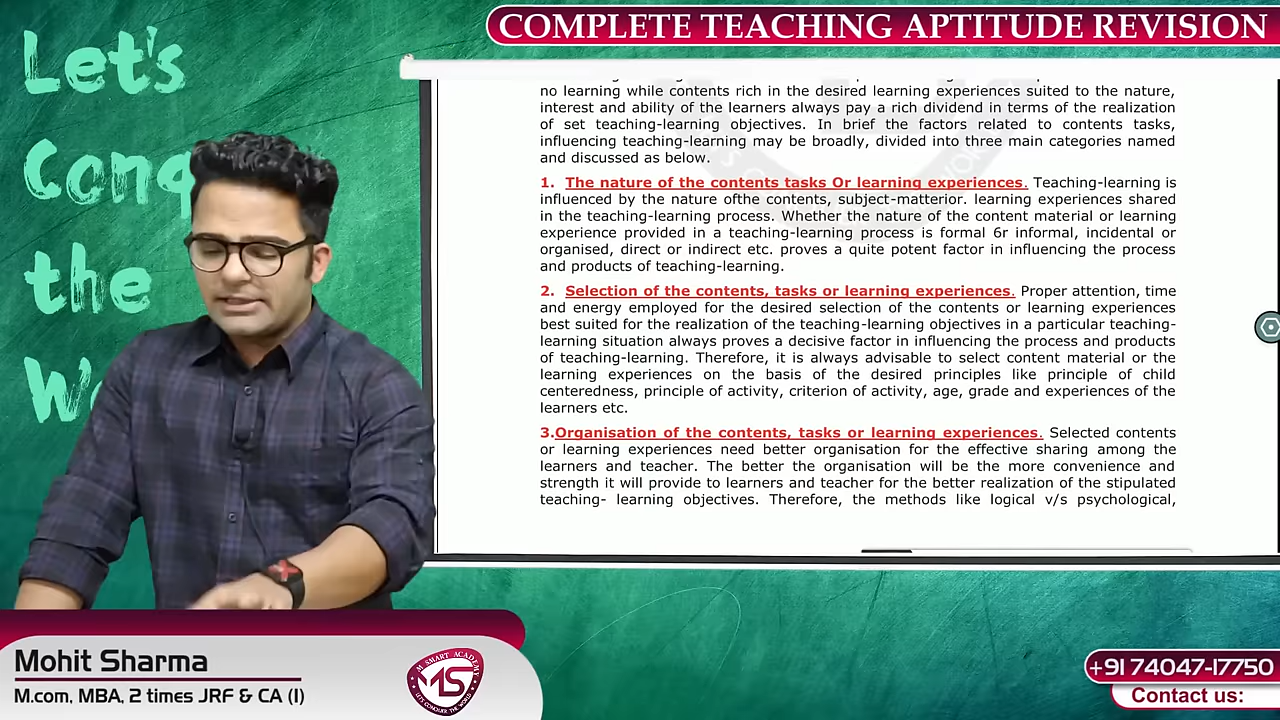 COMPLETE TEACHING APTITUDE REVISION
Let's
Conq
the
no learning while contents rich in the desired learning experiences suited to the nature,
interest and ability of the learners always pay a rich dividend in terms of the realization
of set teaching-learning objectives. In brief the factors related to contents tasks,
influencing teaching-learning may be broadly, divided into three main categories named
and discussed as below.
1. The nature of the contents tasks Or learning experiences. Teaching-learning is
influenced by the nature ofthe contents, subject-matterior. learning experiences shared
in the teaching-learning process. Whether the nature of the content material or learning
experience provided in a teaching-learning process is formal 6r informal, incidental or
organised, direct or indirect etc. proves a quite potent factor in influencing the process
and products of teaching-learning.
2. Selection of the contents, tasks or learning experiences. Proper attention, time
and energy employed for the desired selection of the contents or learning experiences
best suited for the realization of the teaching-learning objectives in a particular teaching-
learning situation always proves a decisive factor in influencing the process and products
of teaching-learning. Therefore, it is always advisable to select content material or the
learning experiences on the basis of the desired principles like principle of child
centeredness, principle of activity, criterion of activity, age, grade and experiences of the
learners etc.
3.Organisation of the contents, tasks or learning experiences. Selected contents
or learning experiences need better organisation for the effective sharing among the
learners and teacher. The better the organisation will be the more convenience and
strength it will provide to learners and teacher for the better realization of the stipulated
teaching- learning objectives. Therefore, the methods like logical v/s psychological,
Mohit Sharma
M.com, MBA, 2 times JRF & CA (I)
M SMART ACADEMY
MS
LET'S CONQUER THE WORLD
+91 74047-17750
Contact us: